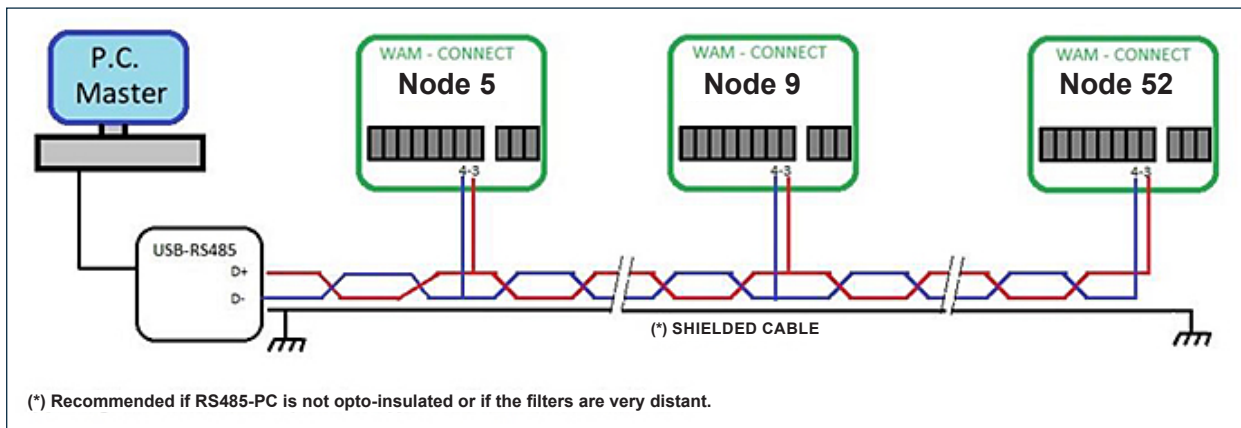 P.C.
Master
WAM - CONNECT
Node 5
4-3
WAM - CONNECT
Node 9
4-3
WAM - CONNECT
Node 52
4-3
USB-RS485
D+
D-
(*) SHIELDED CABLE
(*) Recommended if RS485-PC is not opto-insulated or if the filters are very distant.